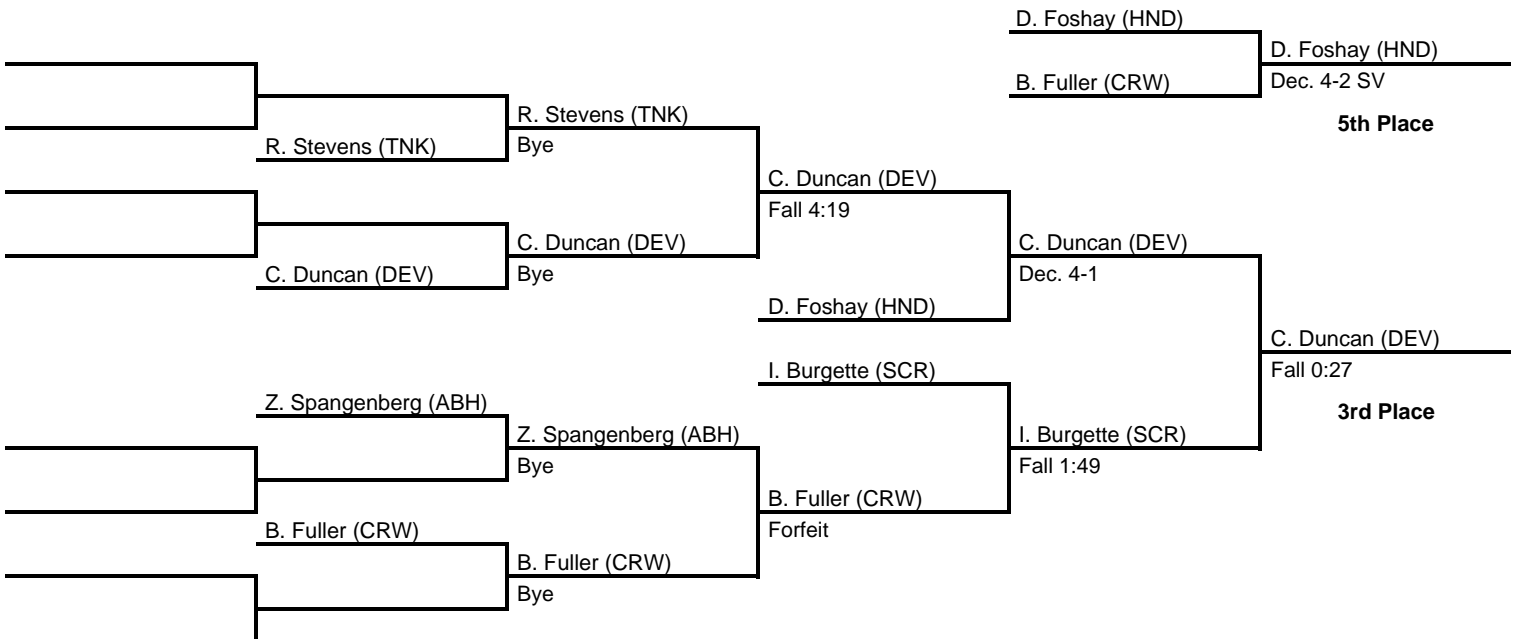 D. Foshay (HND)
D. Foshay (HND)
B. Fuller (CRW)
Dec. 4-2 SV
5th Place
R. Stevens (TNK)
R. Stevens (TNK)
Bye
C. Duncan (DEV)
Fall 4:19
C. Duncan (DEV)
C. Duncan (DEV)
C. Duncan (DEV)
Bye
Dec. 4-1
D. Foshay (HND)
C. Duncan (DEV)
I. Burgette (SCR)
Fall 0:27
Z. Spangenberg (ABH)
3rd Place
Z. Spangenberg (ABH)
I. Burgette (SCR)
Bye
Fall 1:49
B. Fuller (CRW)
B. Fuller (CRW)
Forfeit
B. Fuller (CRW)
Bye